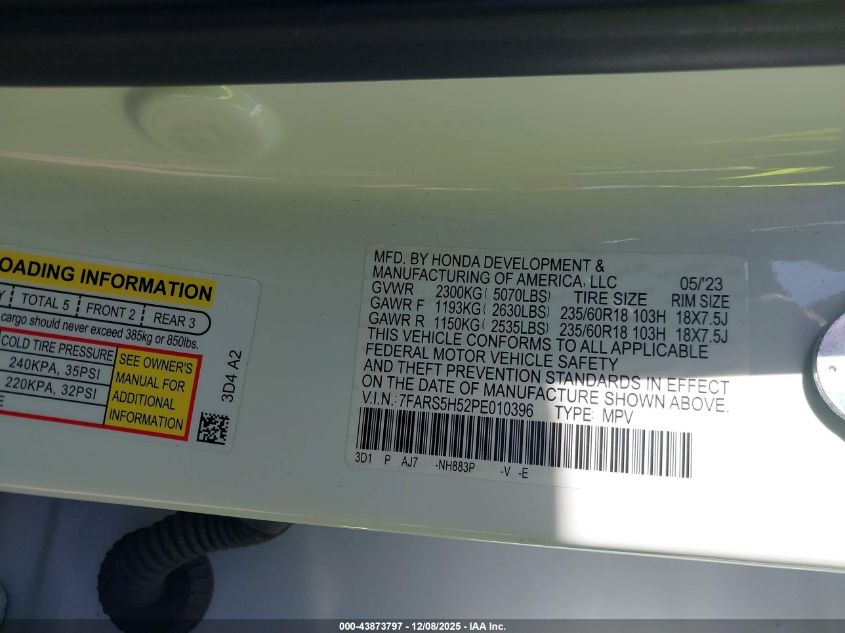 OADING INFORMATION
Y TOTAL 5 FRONT 2 REAR 3
cargo should never exceed 385kg or 850lbs.
COLD TIRE PRESSURE
240KPA, 35PSI
220KPA, 32PSI
E
SEE OWNER'S
MANUAL FOR
ADDITIONAL
INFORMATION
3D4 A2
MFD. BY HONDA DEVELOPMENT &
MANUFACTURING OF AMERICA, LLC 05/'23
GVWR 2300KG( 5070LBS) TIRE SIZE RIM SIZE
GAWR F 1193KG( 2630LBS) 235/60R18 103H 18X7.5J
GAWR R 1150KG( 2535LBS) 235/60R18 103H 18X7.5J
THIS VEHICLE CONFORMS TO ALL APPLICABLE
FEDERAL MOTOR VEHICLE SAFETY
AND THEFT PREVENTION STANDARDS IN EFFECT
ON THE DATE OF MANUFACTURE SHOWN ABOVE.
V.I.N.: 7FARS5H52PE010396 TYPE: MPV
3D1 P AJ7 -NH883P -V -E
000-43873797 - 12/08/2025 - IAA Inc.